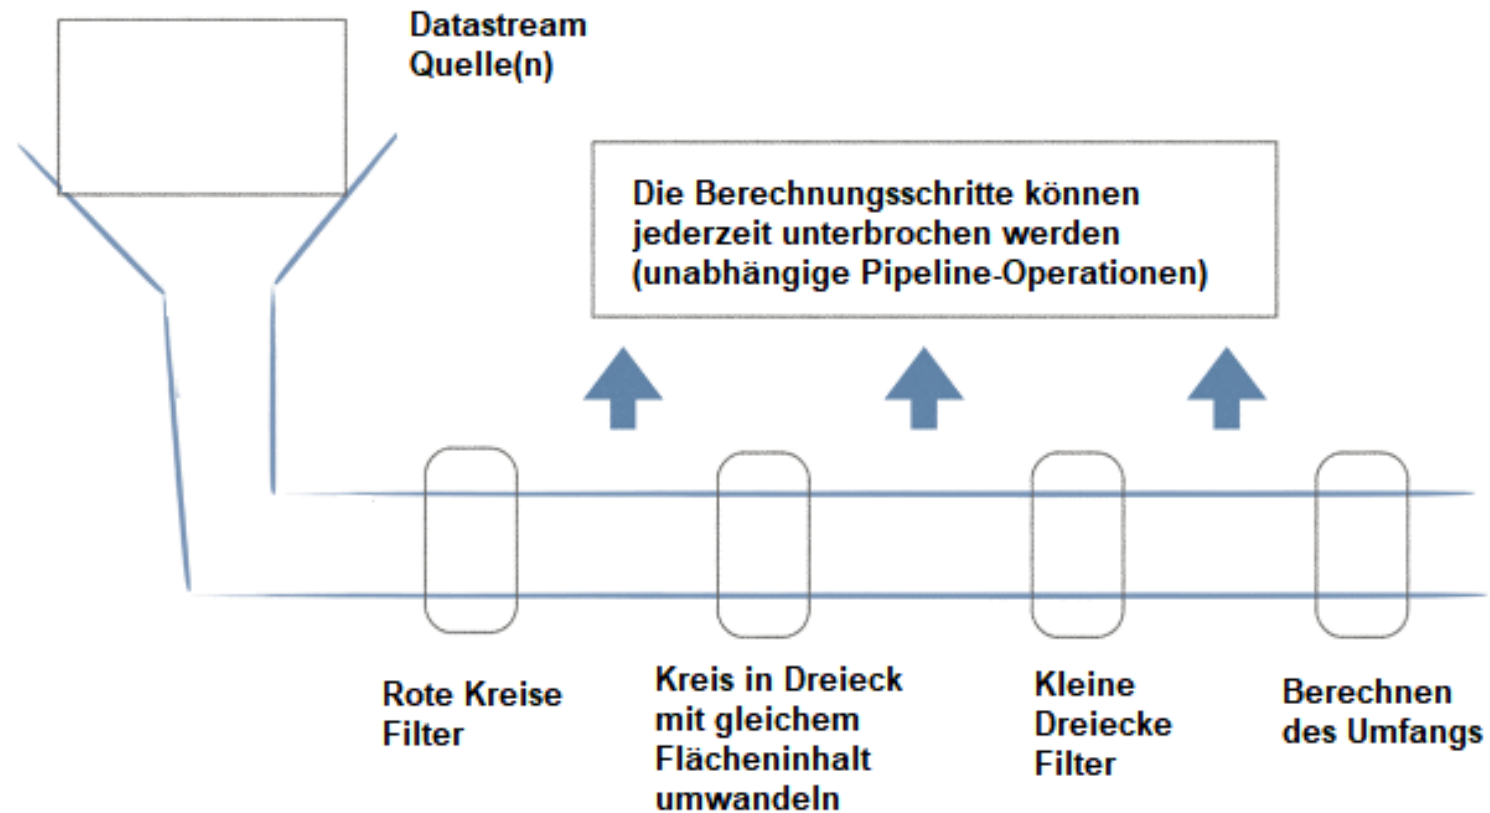 Datastream
Quelle(n)
Die Berechnungsschritte können
jederzeit unterbrochen werden
(unabhängige Pipeline-Operationen)
Rote Kreise
Filter
Kreis in Dreieck
mit gleichem
Flächeninhalt
umwandeln
Kleine
Dreiecke
Filter
Berechnen
des Umfangs